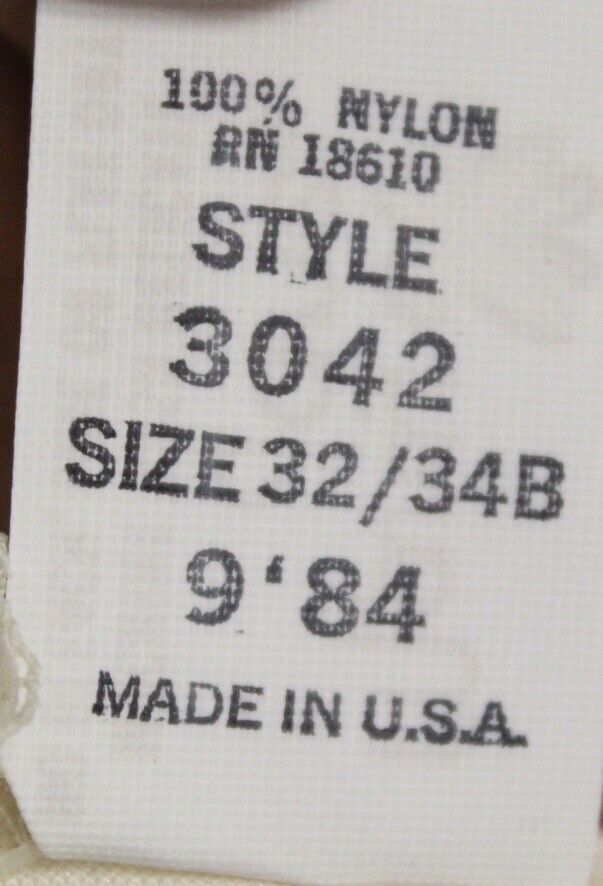 100% NYLON
RN 18610
STYLE
3042
SIZE 32/34B
9'84
MADE IN U.S.A.